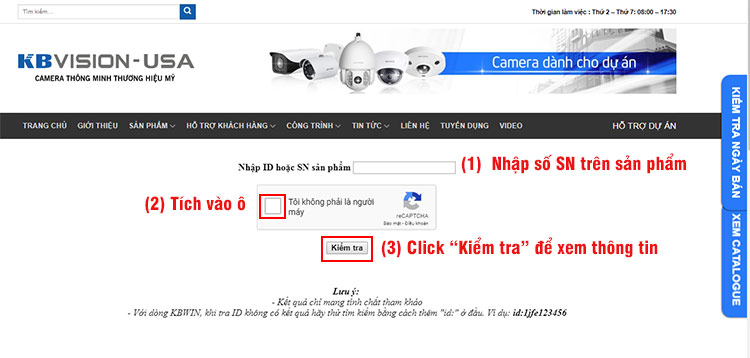 Tìm kiếm...
Thời gian làm việc : Thứ 2 – Thứ 7: 08:00 – 17:30
KBVISION-USA
CAMERA THÔNG MINH THƯƠNG HIỆU MỸ
Camera dành cho dự án
TRANG CHỦ GIỚI THIỆU SẢN PHẨM HỖ TRỢ KHÁCH HÀNG CÔNG TRÌNH TIN TỨC LIÊN HỆ TUYỂN DỤNG VIDEO HỖ TRỢ DỰ ÁN
KIỂM TRA NGÀY BÁN
XEM CATALOGUE
Nhập ID hoặc SN sản phẩm
(1) Nhập số SN trên sản phẩm
(2) Tích vào ô
Tôi không phải là người
máy
reCAPTCHA
Bảo mật - Điều khoản
Kiểm tra
(3) Click “Kiểm tra” để xem thông tin
Lưu ý:
- Kết quả chỉ mang tính chất tham khảo
- Với dòng KBWIN, khi tra ID không có kết quả hãy thử tìm kiếm bằng cách thêm "id:" ở đầu. Ví dụ: id:1jfe123456